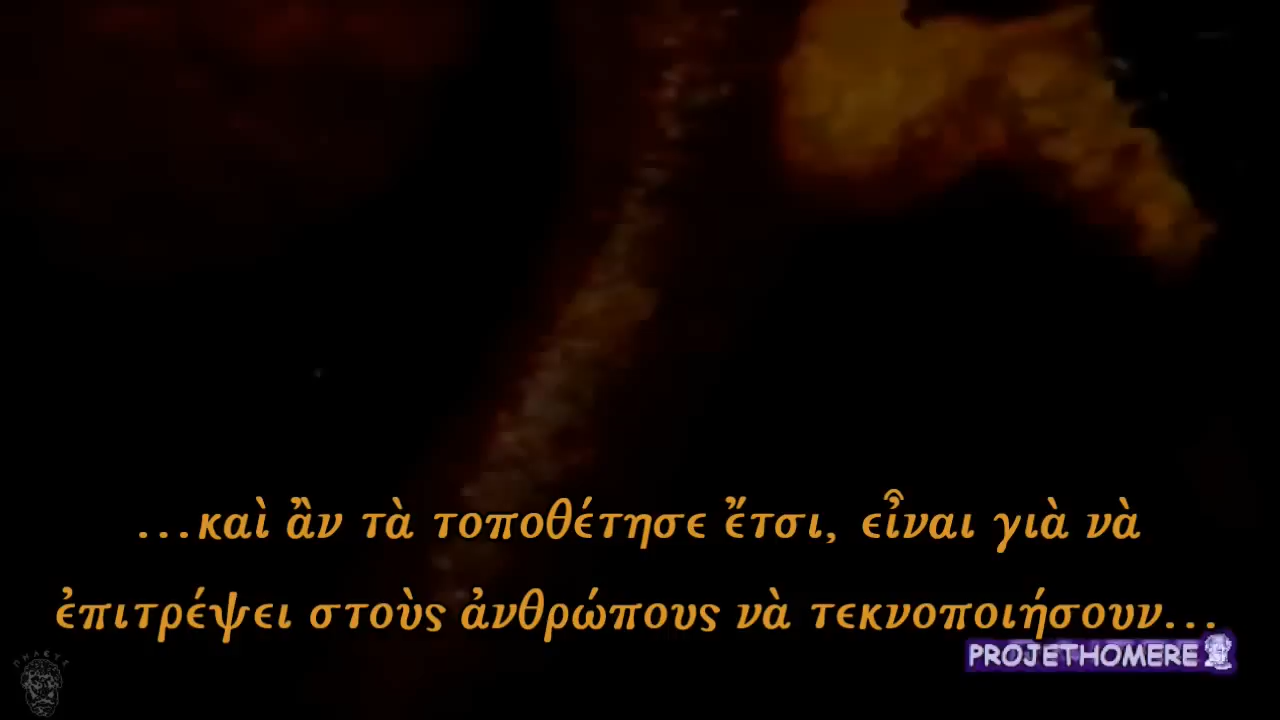 ...καὶ ἂν τὰ τοποθέτησε ἔτσι, εἶναι γιὰ νὰ
ἐπιτρέψει στοὺς ἀνθρώπους νὰ τεκνοποιήσουν...
PROJETHOMERE